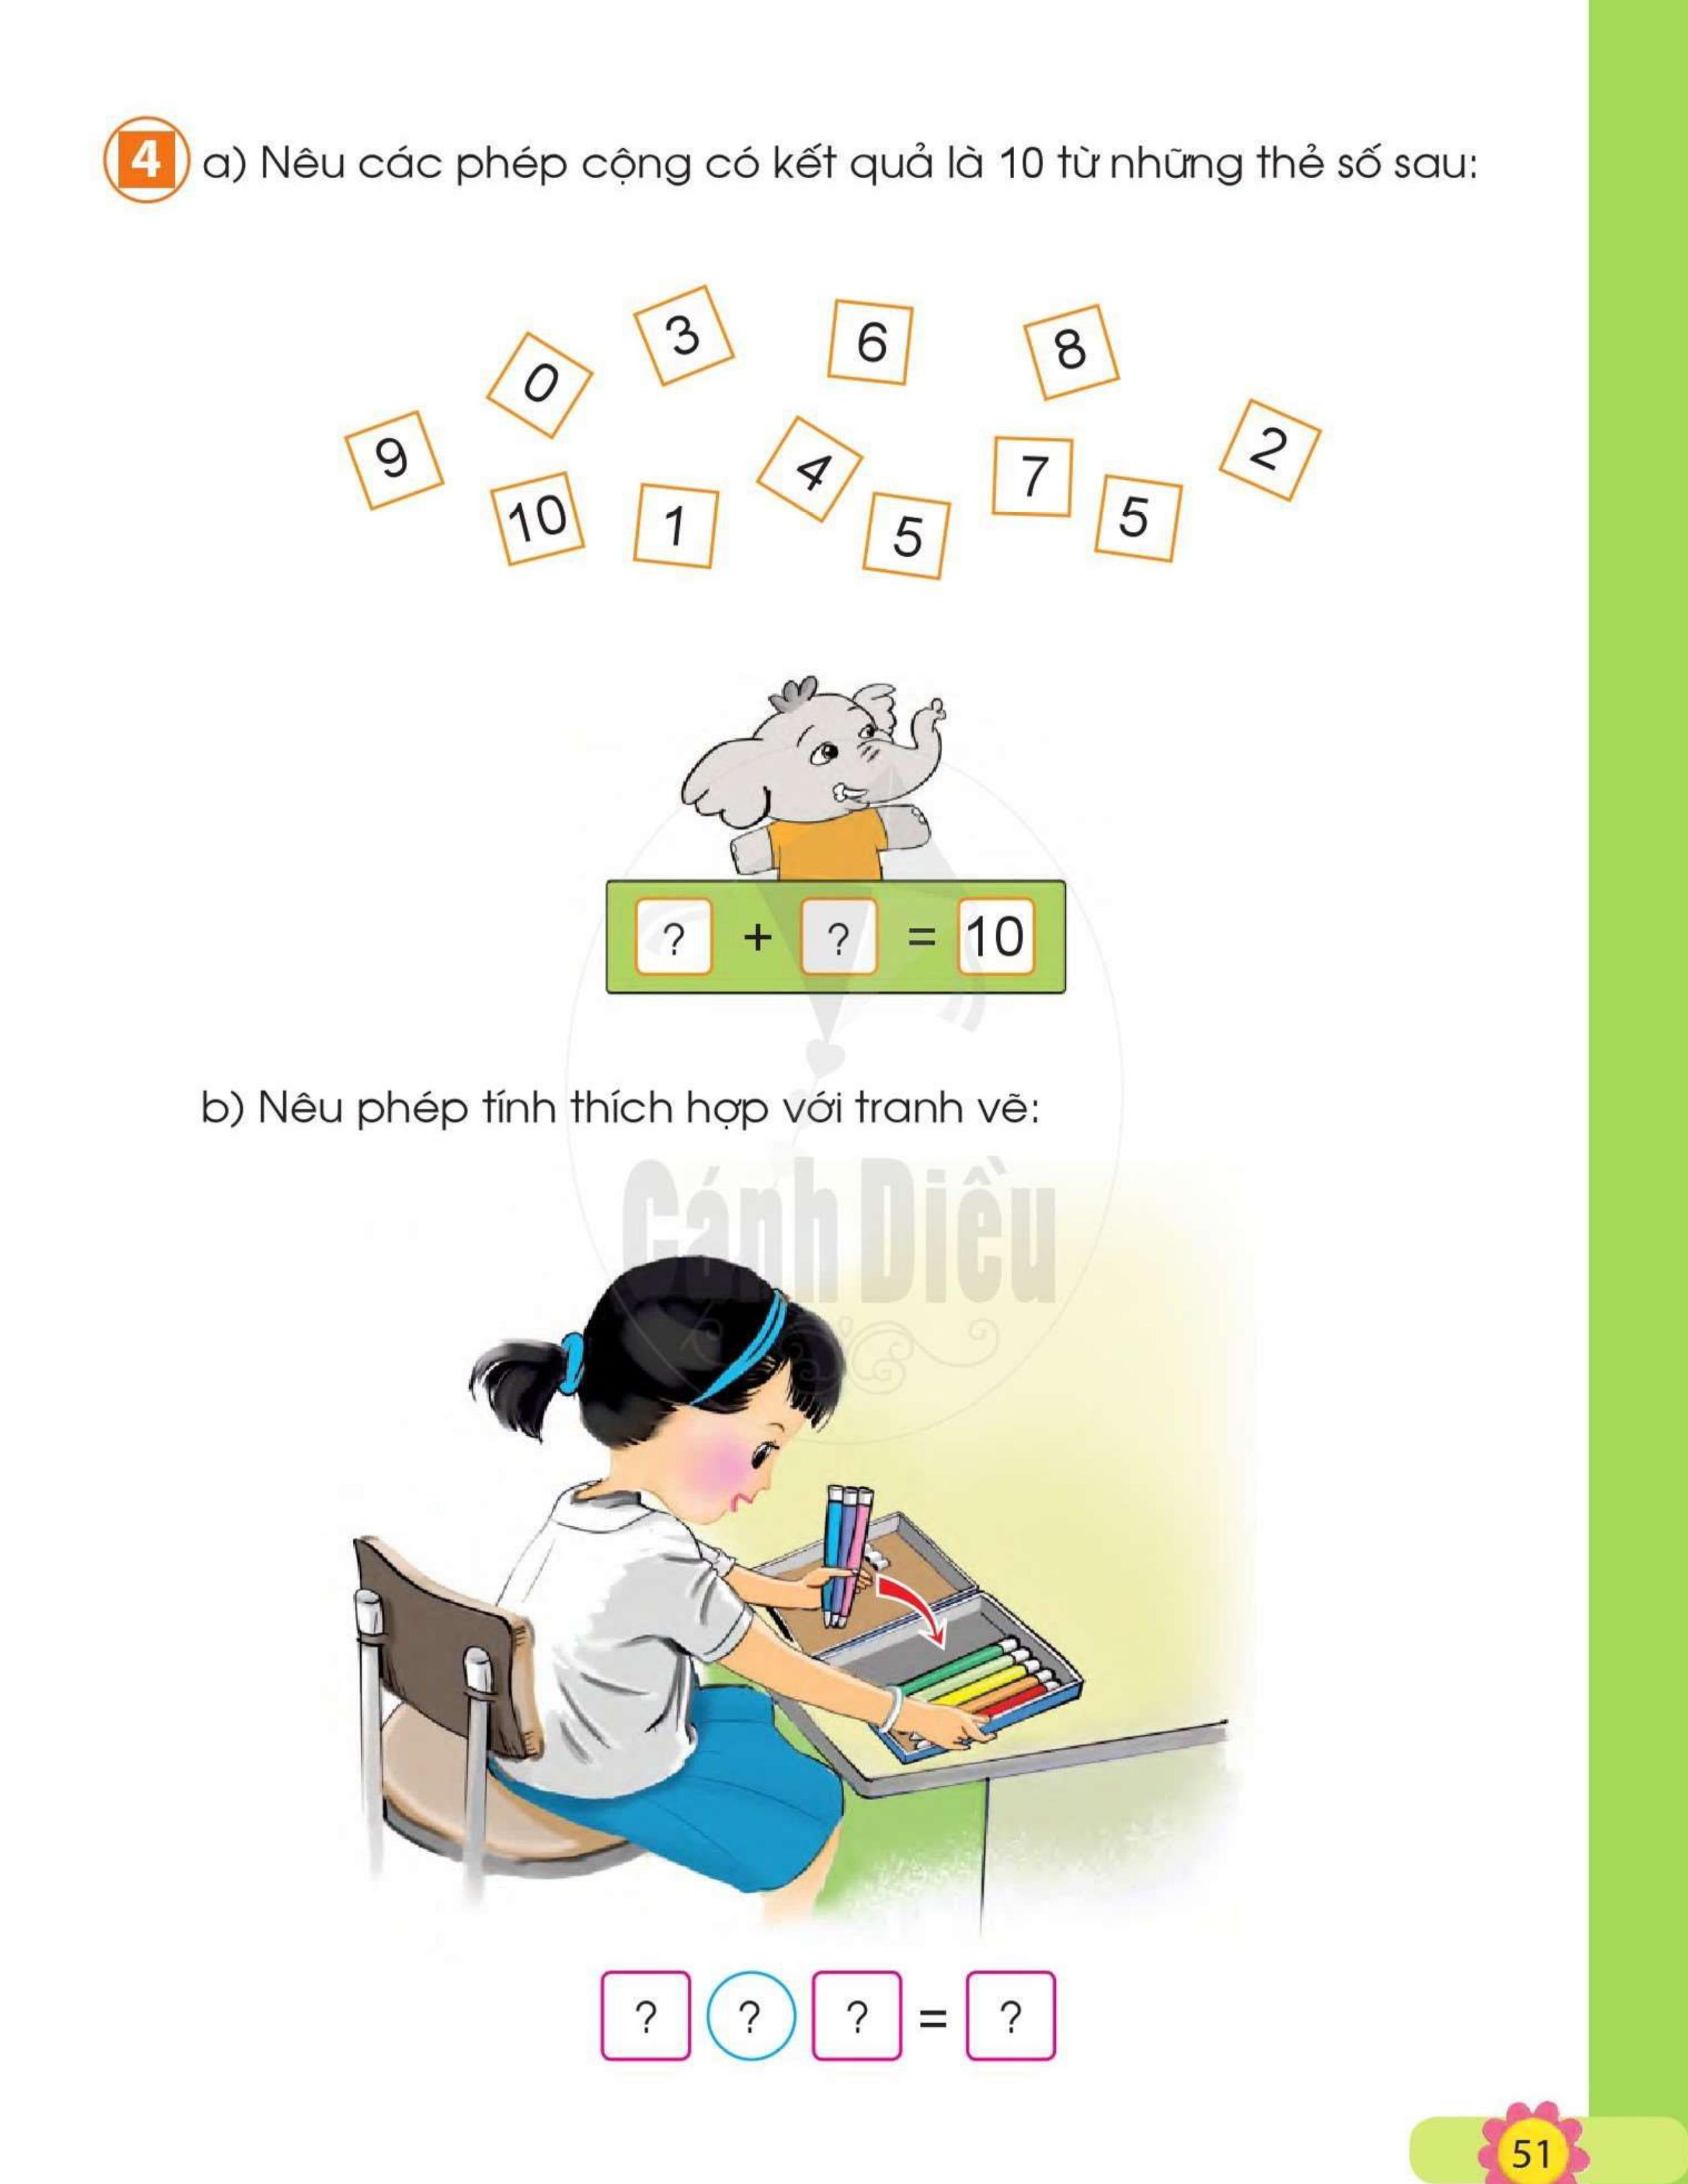 4 a) Nêu các phép cộng có kết quả là 10 từ những thẻ số sau:
3 6 8
0
9 4 7 2
10 1 5 5
? + ? = 10
b) Nêu phép tính thích hợp với tranh vẽ:
Cánh Diều
? ? ? = ?
51